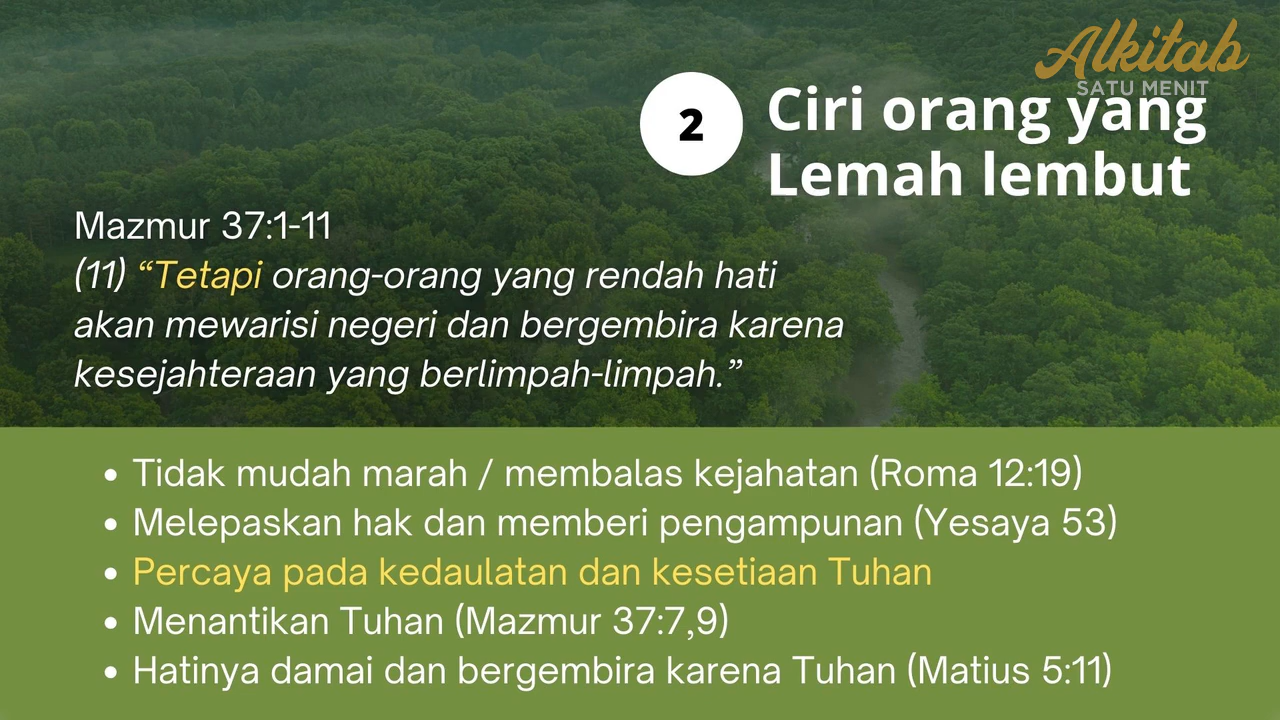 Alkitab
SATU MENIT
2
Ciri orang yang
Lemah lembut
Mazmur 37:1-11
(11) “Tetapi orang-orang yang rendah hati
akan mewarisi negeri dan bergembira karena
kesejahteraan yang berlimpah-limpah.”
• Tidak mudah marah / membalas kejahatan (Roma 12:19)
• Melepaskan hak dan memberi pengampunan (Yesaya 53)
• Percaya pada kedaulatan dan kesetiaan Tuhan
• Menantikan Tuhan (Mazmur 37:7,9)
• Hatinya damai dan bergembira karena Tuhan (Matius 5:11)